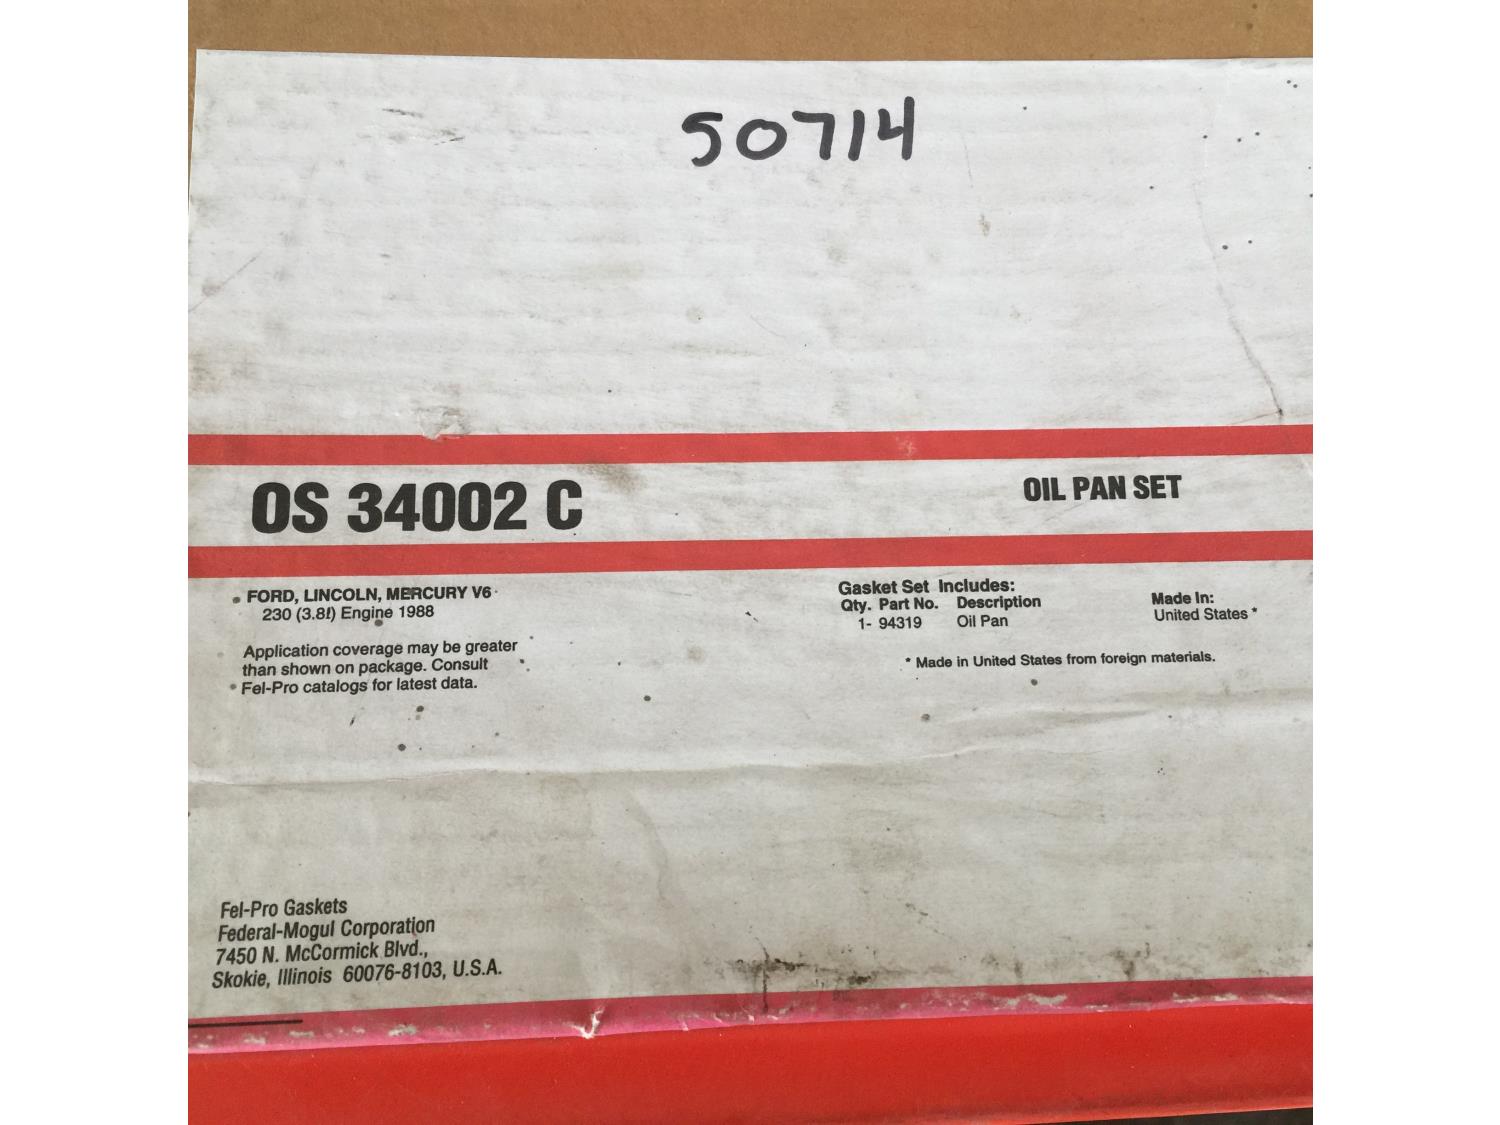 50714
OS 34002 C
OIL PAN SET
FORD, LINCOLN, MERCURY V6
230 (3.8ℓ) Engine 1988
Application coverage may be greater
than shown on package. Consult
Fel-Pro catalogs for latest data.
Gasket Set Includes:
Qty. Part No. Description
1- 94319 Oil Pan
Made In:
United States *
* Made in United States from foreign materials.
Fel-Pro Gaskets
Federal-Mogul Corporation
7450 N. McCormick Blvd.,
Skokie, Illinois 60076-8103, U.S.A.